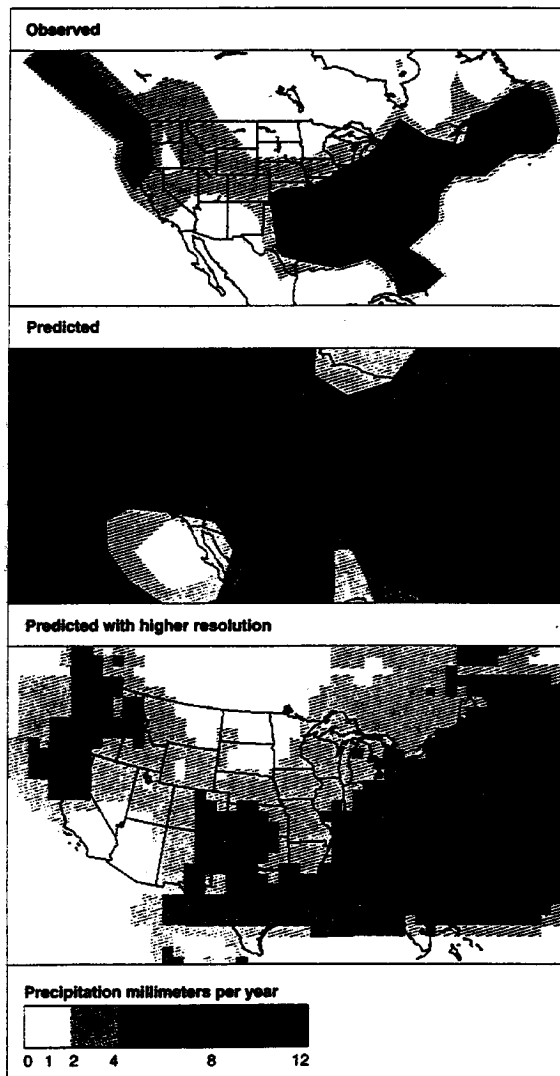 Observed
Predicted
Predicted with higher resolution
Precipitation millimeters per year
0 1 2 4 8 12